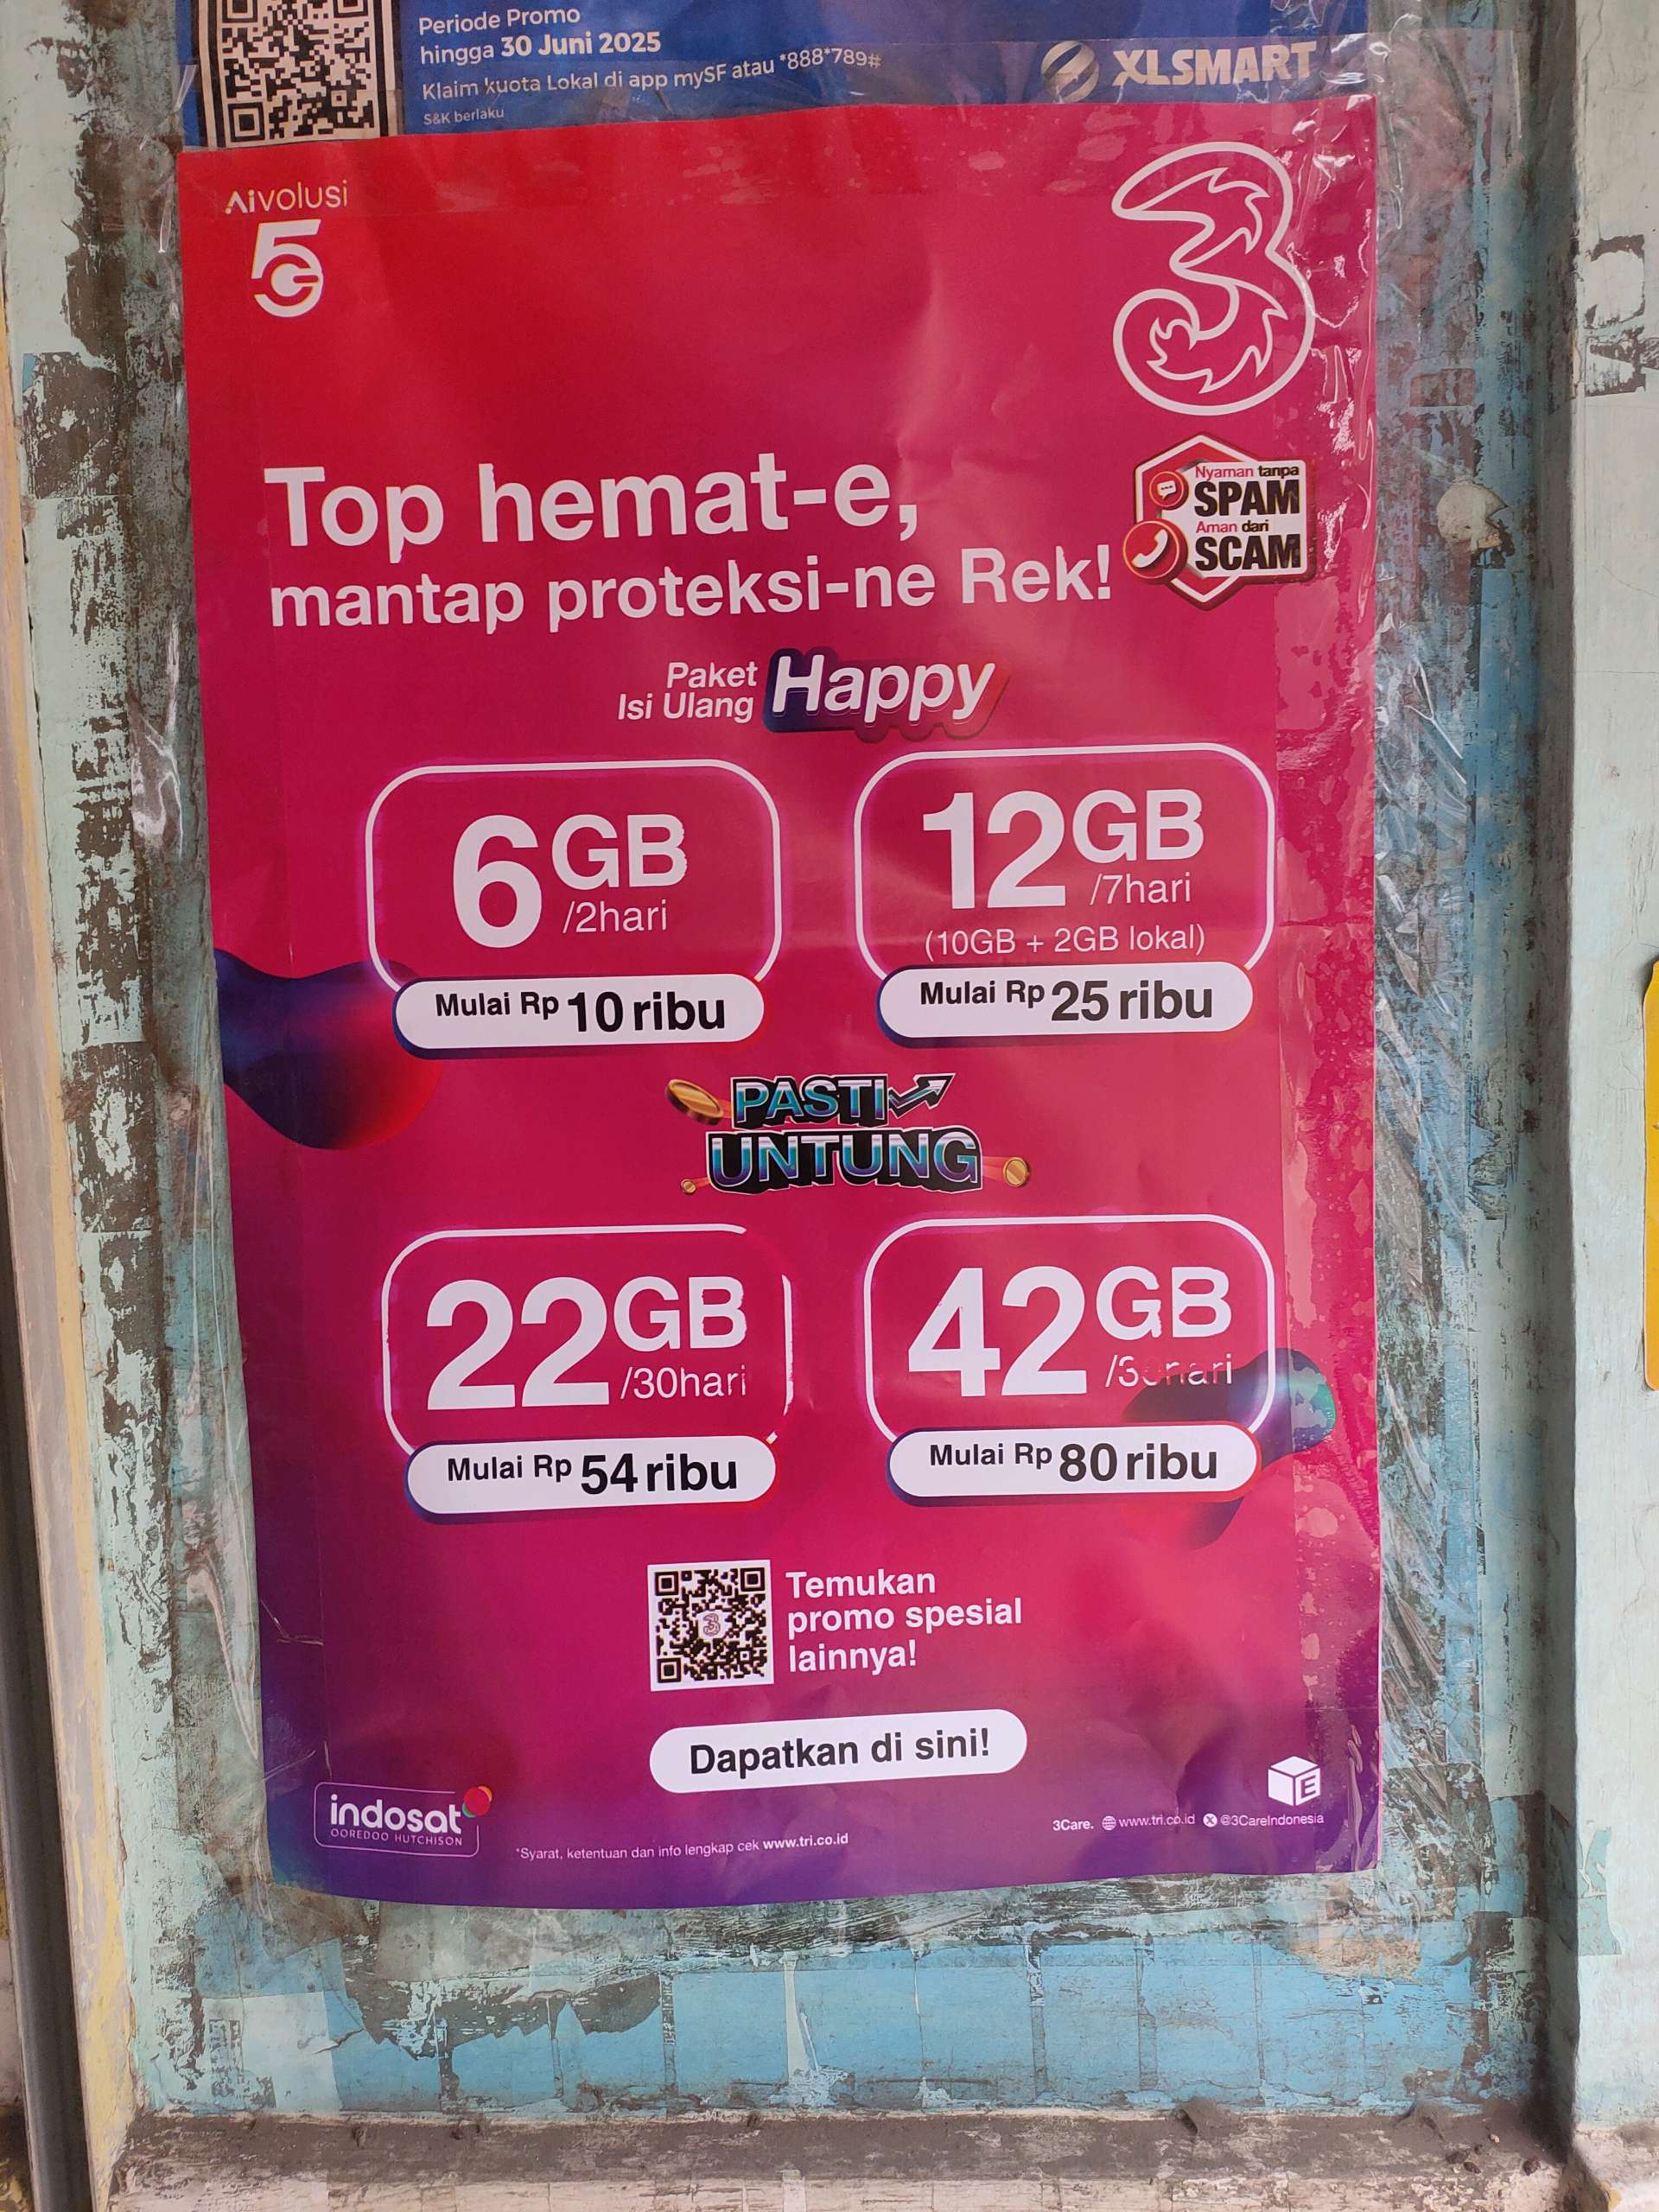 Periode Promo
hingga 30 Juni 2025
Klaim kuota Lokal di app mySF atau *888*789#
S&K berlaku
XLSMART
AIVOLUSI
5G
3
Top hemat-e,
mantap proteksi-ne Rek!
Nyaman tanpa
SPAM
Aman dari
SCAM
Paket
Isi Ulang
Happy
6GB
/2hari
Mulai Rp 10 ribu
12GB
/7hari
(10GB + 2GB lokal)
Mulai Rp 25 ribu
PASTI
UNTUNG
22GB
/30hari
Mulai Rp 54 ribu
42GB
/30hari
Mulai Rp 80 ribu
Temukan
promo spesial
lainnya!
Dapatkan di sini!
indosat
OOREDOO HUTCHISON
*Syarat, ketentuan dan info lengkap cek www.tri.co.id
E
3Care. www.tri.co.id @3CareIndonesia